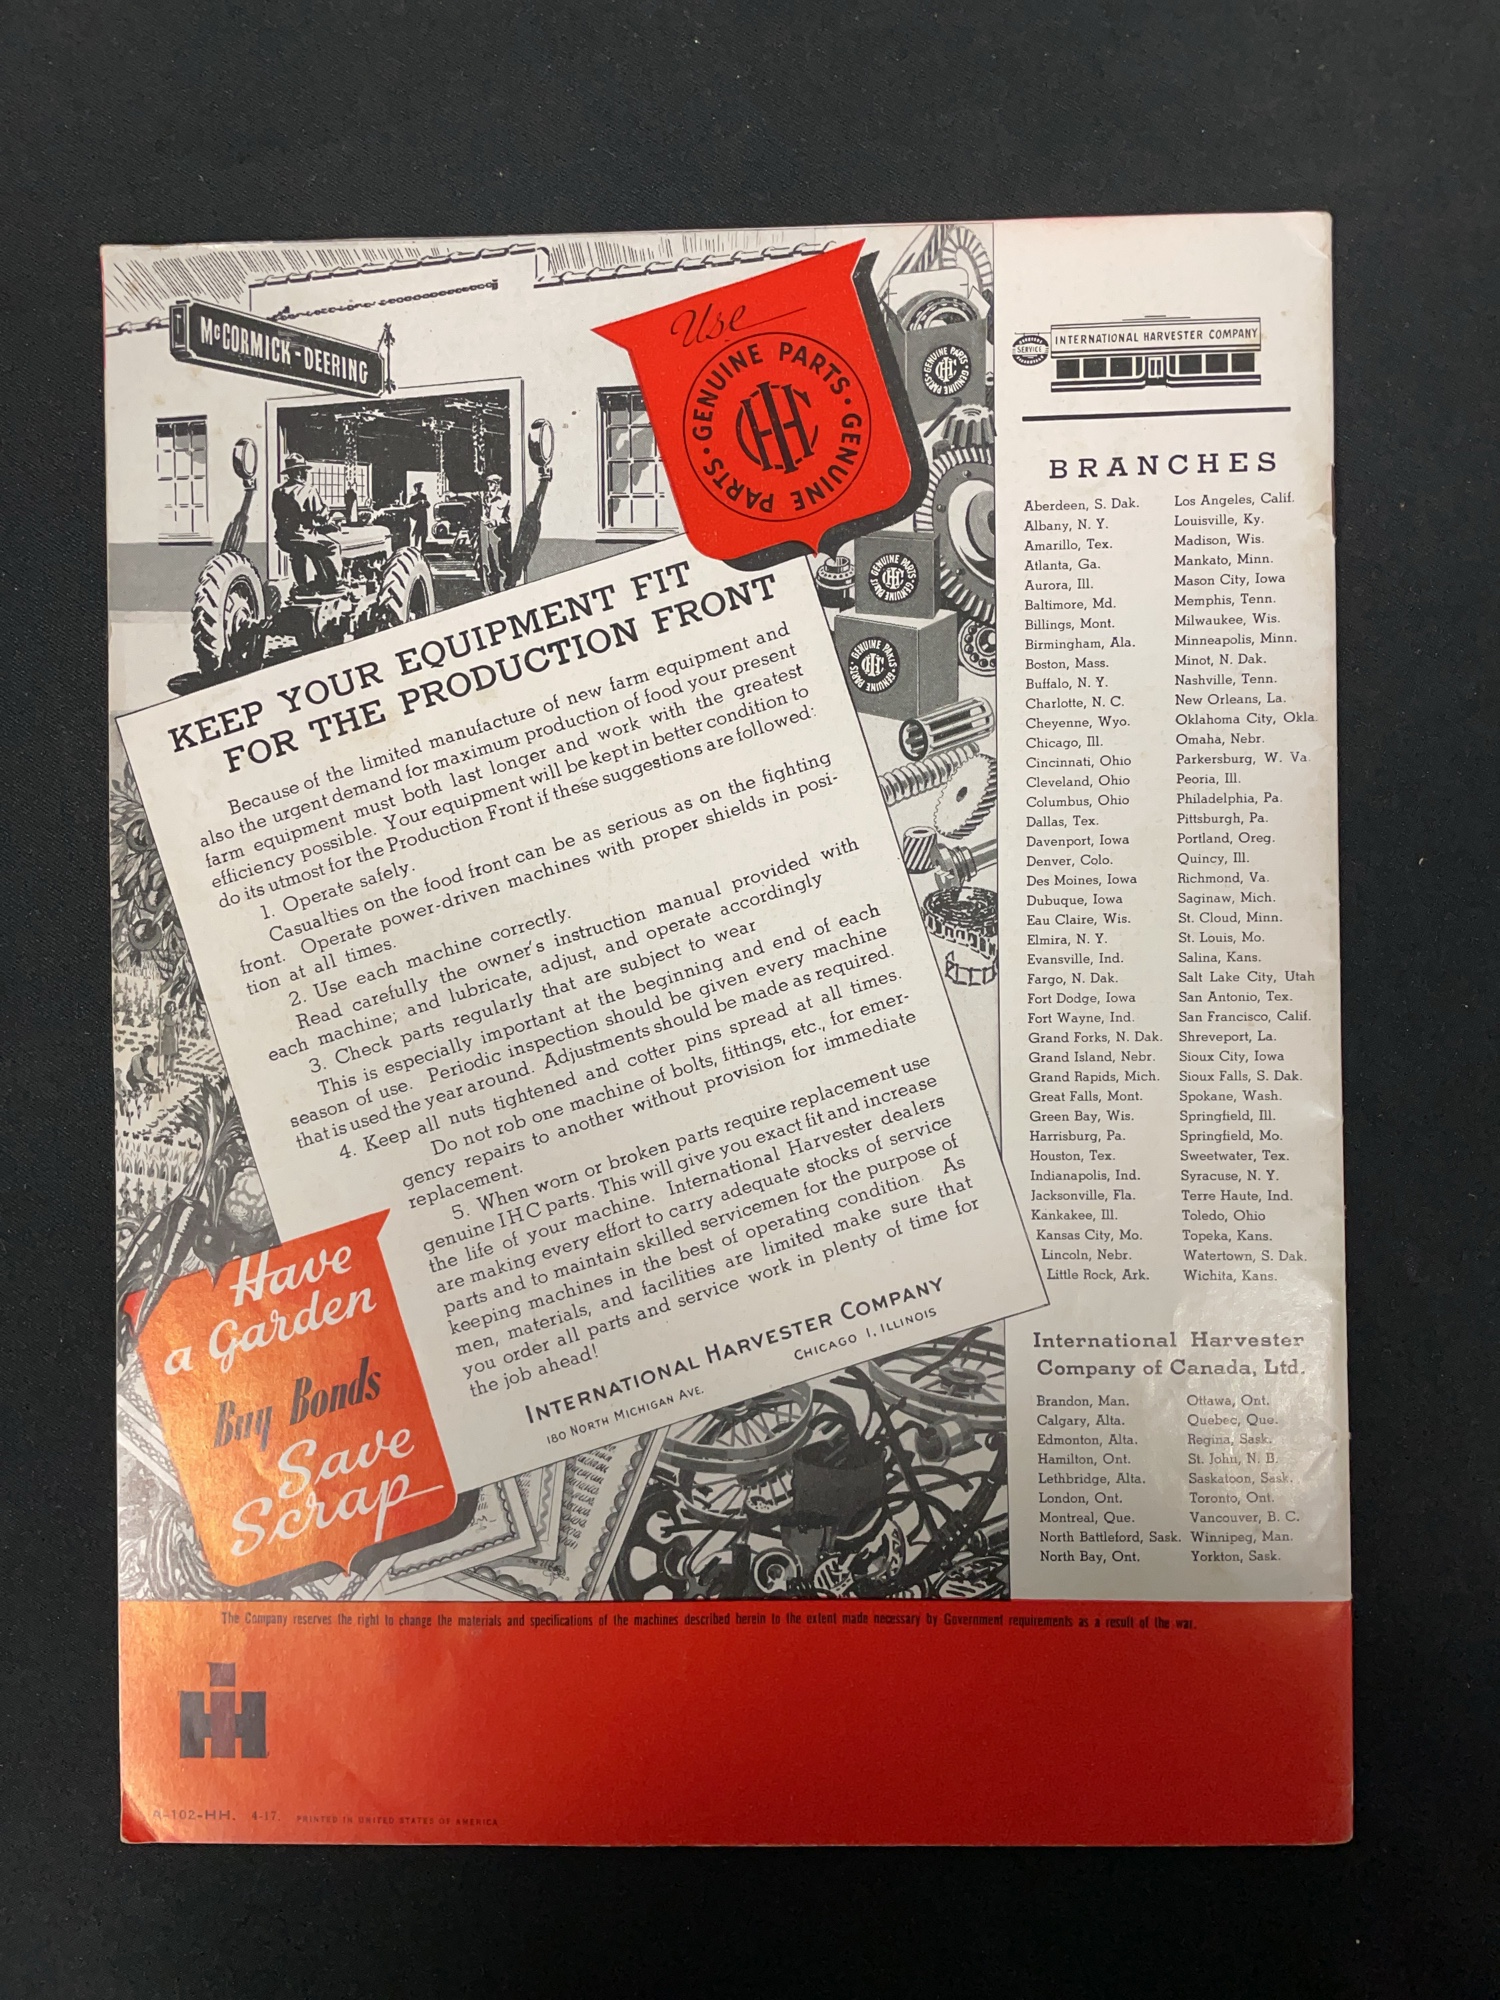 McCORMICK-DEERING
Use
GENUINE PARTS · GENUINE PARTS ·
IHC
GENUINE PARTS
IHC
GENUINE PARTS
GENUINE PARTS
IHC
GENUINE PARTS
GENUINE PARTS
IHC
GENUINE PARTS
KEEP YOUR EQUIPMENT FIT
FOR THE PRODUCTION FRONT
Because of the limited manufacture of new farm equipment and
also the urgent demand for maximum production of food your present
farm equipment must both last longer and work with the greatest
efficiency possible. Your equipment will be kept in better condition to
do its utmost for the Production Front if these suggestions are followed:
1. Operate safely.
Casualties on the food front can be as serious as on the fighting
front. Operate power-driven machines with proper shields in posi-
tion at all times.
2. Use each machine correctly.
Read carefully the owner's instruction manual provided with
each machine; and lubricate, adjust, and operate accordingly
3. Check parts regularly that are subject to wear
This is especially important at the beginning and end of each
season of use. Periodic inspection should be given every machine
that is used the year around. Adjustments should be made as required.
4. Keep all nuts tightened and cotter pins spread at all times.
Do not rob one machine of bolts, fittings, etc., for emer-
gency repairs to another without provision for immediate
replacement.
5. When worn or broken parts require replacement use
genuine IHC parts. This will give you exact fit and increase
the life of your machine. International Harvester dealers
are making every effort to carry adequate stocks of service
parts and to maintain skilled servicemen for the purpose of
keeping machines in the best of operating condition. As
men, materials, and facilities are limited make sure that
you order all parts and service work in plenty of time for
the job ahead!
INTERNATIONAL HARVESTER COMPANY
180 NORTH MICHIGAN AVE. CHICAGO 1, ILLINOIS
Have
a Garden
Buy Bonds
Save
Scrap
SERVICE
INTERNATIONAL HARVESTER COMPANY
BRANCHES
Aberdeen, S. Dak.
Albany, N. Y.
Amarillo, Tex.
Atlanta, Ga.
Aurora, Ill.
Baltimore, Md.
Billings, Mont.
Birmingham, Ala.
Boston, Mass.
Buffalo, N. Y.
Charlotte, N. C.
Cheyenne, Wyo.
Chicago, Ill.
Cincinnati, Ohio
Cleveland, Ohio
Columbus, Ohio
Dallas, Tex.
Davenport, Iowa
Denver, Colo.
Des Moines, Iowa
Dubuque, Iowa
Eau Claire, Wis.
Elmira, N. Y.
Evansville, Ind.
Fargo, N. Dak.
Fort Dodge, Iowa
Fort Wayne, Ind.
Grand Forks, N. Dak.
Grand Island, Nebr.
Grand Rapids, Mich.
Great Falls, Mont.
Green Bay, Wis.
Harrisburg, Pa.
Houston, Tex.
Indianapolis, Ind.
Jacksonville, Fla.
Kankakee, Ill.
Kansas City, Mo.
Lincoln, Nebr.
Little Rock, Ark.
Los Angeles, Calif.
Louisville, Ky.
Madison, Wis.
Mankato, Minn.
Mason City, Iowa
Memphis, Tenn.
Milwaukee, Wis.
Minneapolis, Minn.
Minot, N. Dak.
Nashville, Tenn.
New Orleans, La.
Oklahoma City, Okla.
Omaha, Nebr.
Parkersburg, W. Va.
Peoria, Ill.
Philadelphia, Pa.
Pittsburgh, Pa.
Portland, Oreg.
Quincy, Ill.
Richmond, Va.
Saginaw, Mich.
St. Cloud, Minn.
St. Louis, Mo.
Salina, Kans.
Salt Lake City, Utah
San Antonio, Tex.
San Francisco, Calif.
Shreveport, La.
Sioux City, Iowa
Sioux Falls, S. Dak.
Spokane, Wash.
Springfield, Ill.
Springfield, Mo.
Sweetwater, Tex.
Syracuse, N. Y.
Terre Haute, Ind.
Toledo, Ohio
Topeka, Kans.
Watertown, S. Dak.
Wichita, Kans.
International Harvester
Company of Canada, Ltd.
Brandon, Man.
Calgary, Alta.
Edmonton, Alta.
Hamilton, Ont.
Lethbridge, Alta.
London, Ont.
Montreal, Que.
North Battleford, Sask.
North Bay, Ont.
Ottawa, Ont.
Quebec, Que.
Regina, Sask.
St. John, N. B.
Saskatoon, Sask.
Toronto, Ont.
Vancouver, B. C.
Winnipeg, Man.
Yorkton, Sask.
The Company reserves the right to change the materials and specifications of the machines described herein to the extent made necessary by Government requirements as a result of the war.
IH
A-102-HH. 4-17. PRINTED IN UNITED STATES OF AMERICA